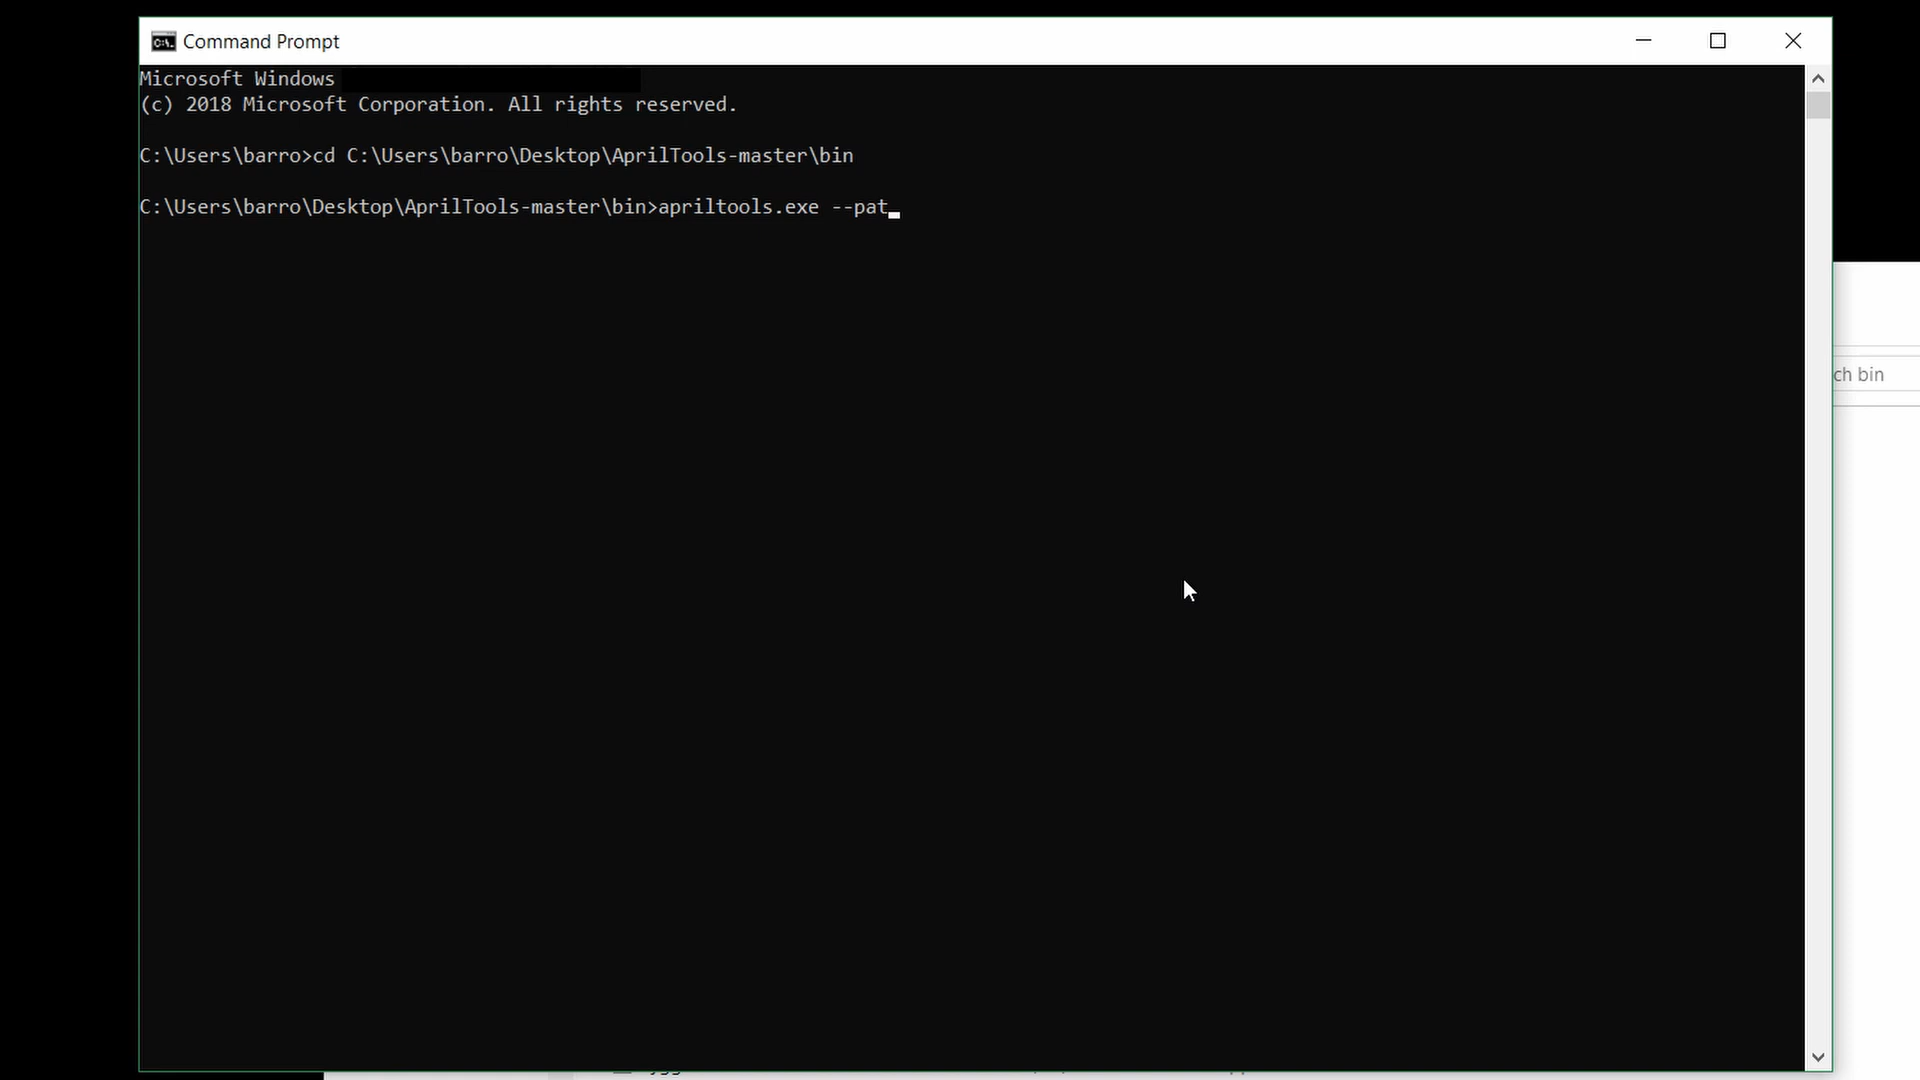 Command Prompt
Microsoft Windows
(c) 2018 Microsoft Corporation. All rights reserved.
C:\Users\barro>cd C:\Users\barro\Desktop\AprilTools-master\bin
C:\Users\barro\Desktop\AprilTools-master\bin>apriltools.exe --pat
ch bin